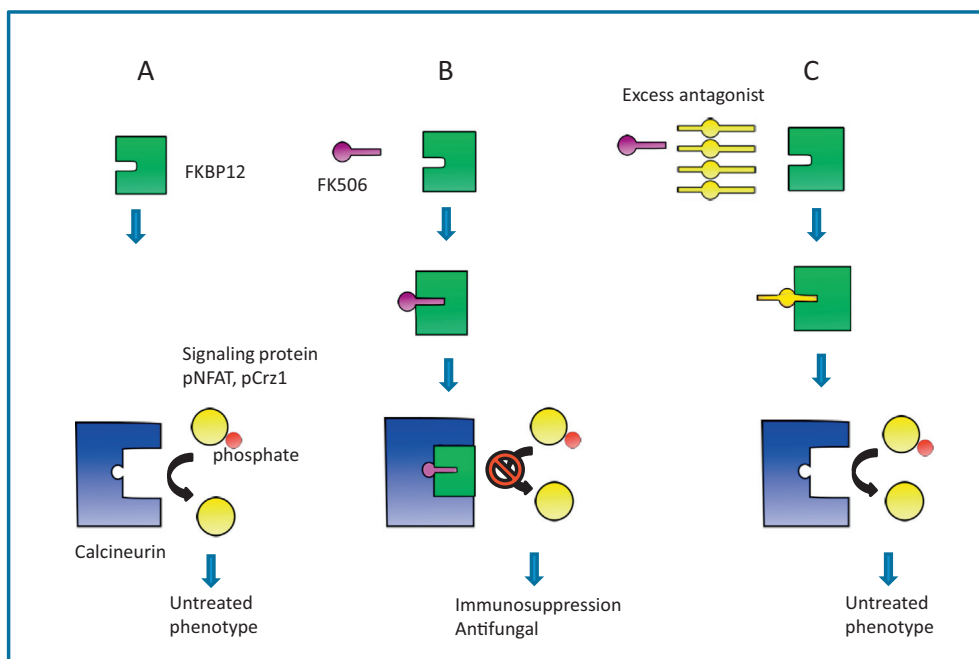 A
FKBP12
Signaling protein
pNFAT, pCrz1
phosphate
Calcineurin
Untreated
phenotype
B
FK506
Immunosuppression
Antifungal
C
Excess antagonist
Untreated
phenotype